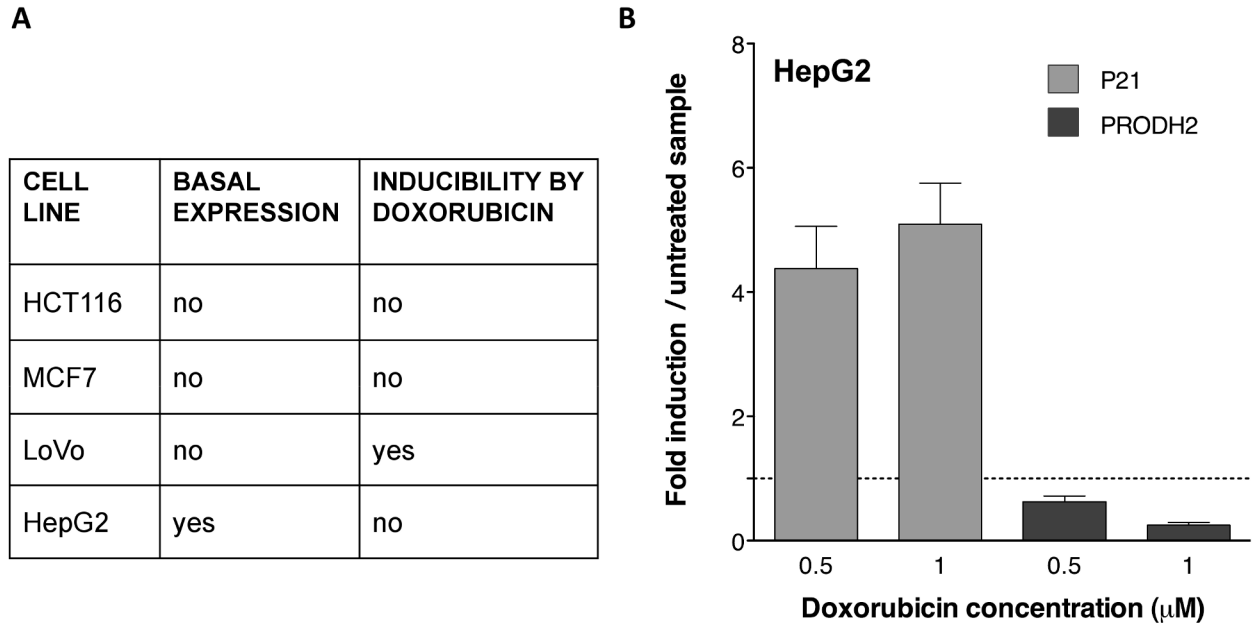 A
CELL LINE
BASAL EXPRESSION
INDUCIBILITY BY DOXORUBICIN
HCT116 no no
MCF7 no no
LoVo no yes
HepG2 yes no
B
HepG2
P21
PRODH2
Fold induction / untreated sample
8
6
4
2
0
0.5 1 0.5 1
Doxorubicin concentration (μM)